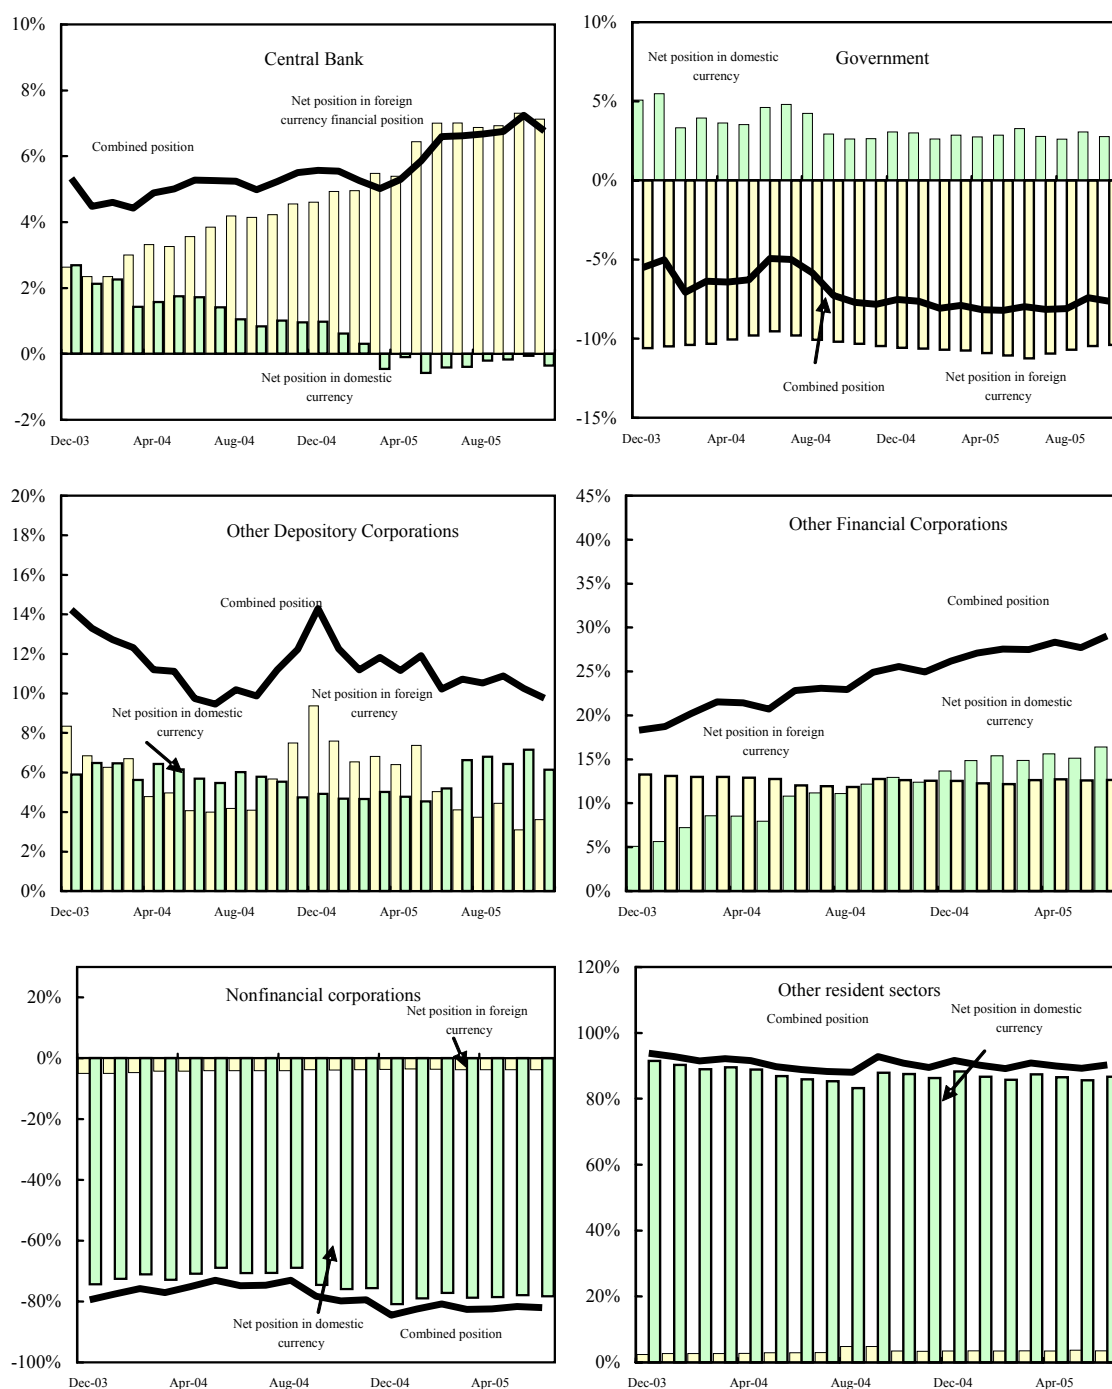 Central Bank
10%
8%
6%
4%
2%
0%
-2%
Net position in foreign
currency financial position
Combined position
Net position in domestic
currency
Dec-03 Apr-04 Aug-04 Dec-04 Apr-05 Aug-05
Government
10%
5%
0%
-5%
-10%
-15%
Net position in domestic
currency
Combined position
Net position in foreign
currency
Dec-03 Apr-04 Aug-04 Dec-04 Apr-05 Aug-05
Other Depository Corporations
20%
18%
16%
14%
12%
10%
8%
6%
4%
2%
0%
Combined position
Net position in foreign
currency
Net position in domestic
currency
Dec-03 Apr-04 Aug-04 Dec-04 Apr-05 Aug-05
Other Financial Corporations
45%
40%
35%
30%
25%
20%
15%
10%
5%
0%
Combined position
Net position in domestic
currency
Net position in foreign
currency
Dec-03 Apr-04 Aug-04 Dec-04 Apr-05
Nonfinancial corporations
20%
0%
-20%
-40%
-60%
-80%
-100%
Net position in foreign
currency
Net position in domestic
currency
Combined position
Dec-03 Apr-04 Aug-04 Dec-04 Apr-05
Other resident sectors
120%
100%
80%
60%
40%
20%
0%
Net position in domestic
currency
Combined position
Dec-03 Apr-04 Aug-04 Dec-04 Apr-05